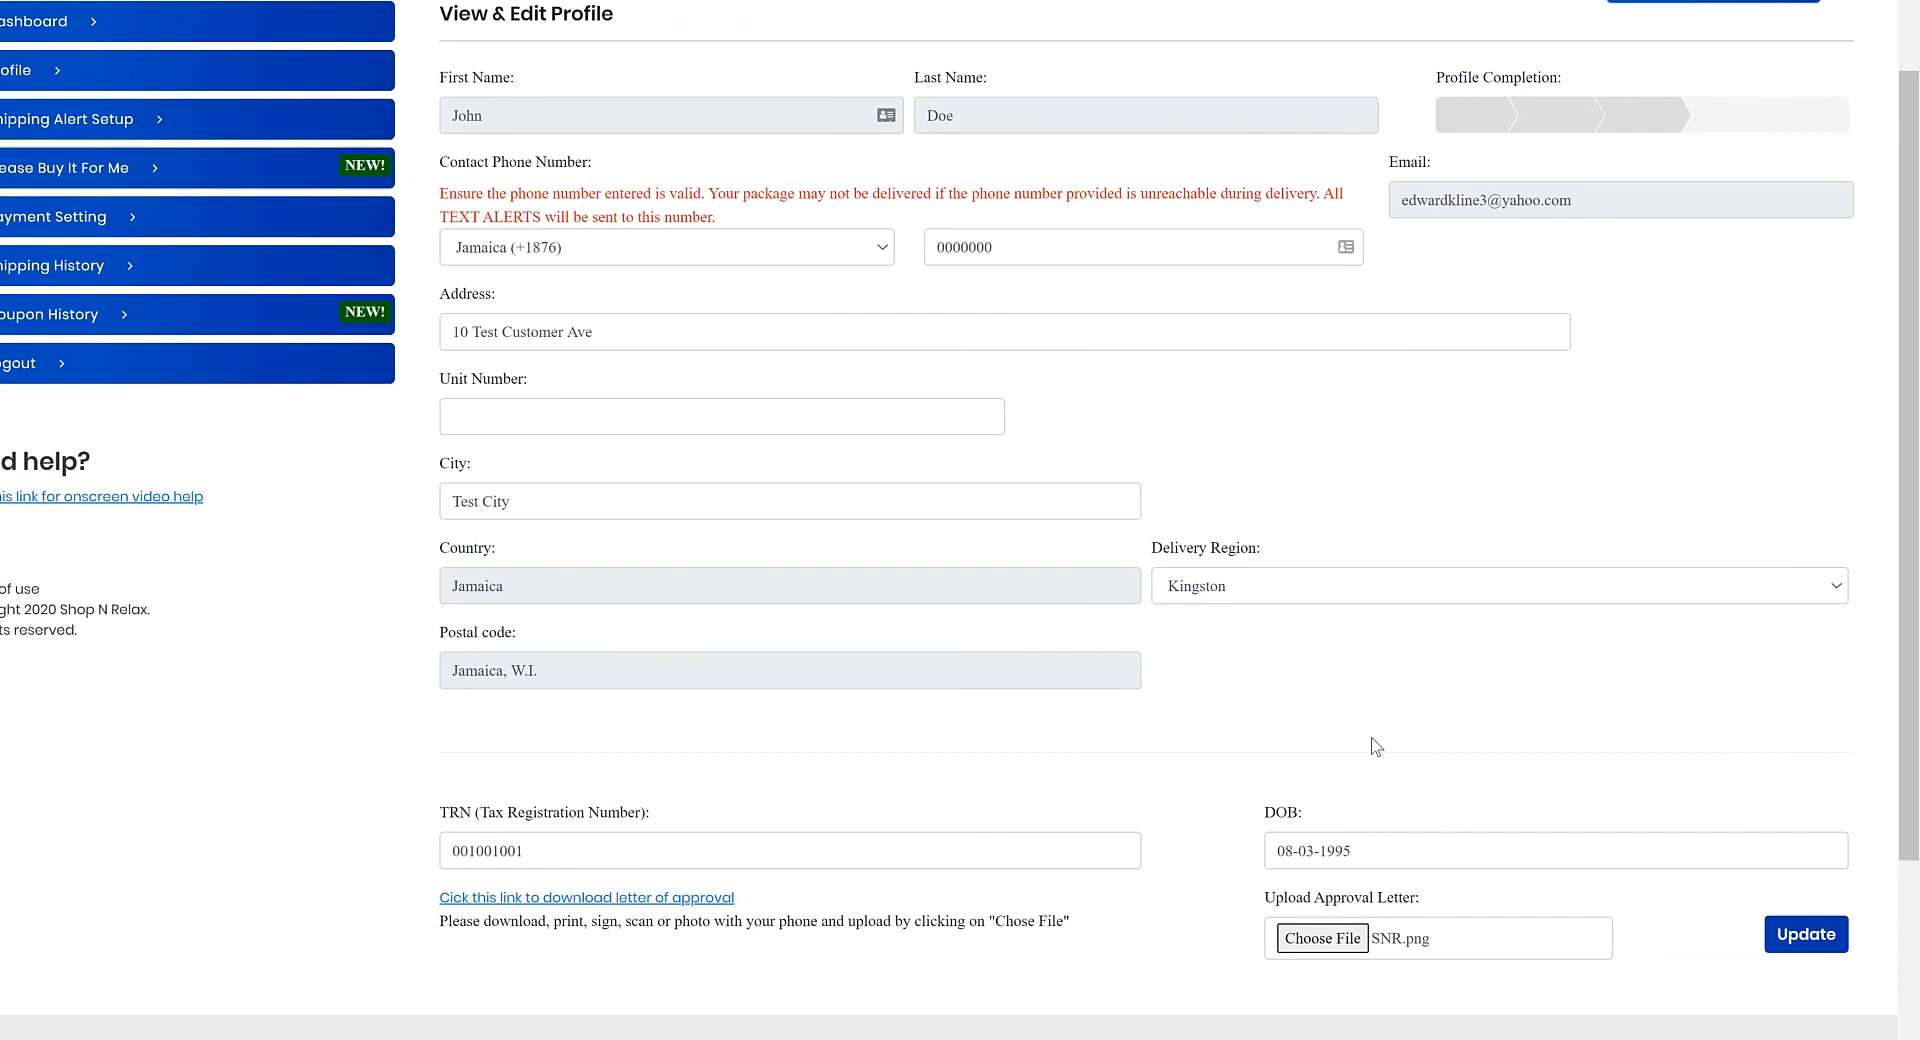 ashboard
ofile
hipping Alert Setup
ease Buy It For Me NEW!
ayment Setting
hipping History
oupon History NEW!
ogout
d help?
is link for onscreen video help
of use
ght 2020 Shop N Relax.
ts reserved.
View & Edit Profile
First Name: Last Name: Profile Completion:
John Doe
Contact Phone Number: Email:
Ensure the phone number entered is valid. Your package may not be delivered if the phone number provided is unreachable during delivery. All
TEXT ALERTS will be sent to this number.
edwardkline3@yahoo.com
Jamaica (+1876) 0000000
Address:
10 Test Customer Ave
Unit Number:
City:
Test City
Country: Delivery Region:
Jamaica Kingston
Postal code:
Jamaica, W.I.
TRN (Tax Registration Number): DOB:
001001001 08-03-1995
Cick this link to download letter of approval Upload Approval Letter:
Please download, print, sign, scan or photo with your phone and upload by clicking on "Chose File"
Choose File SNR.png Update